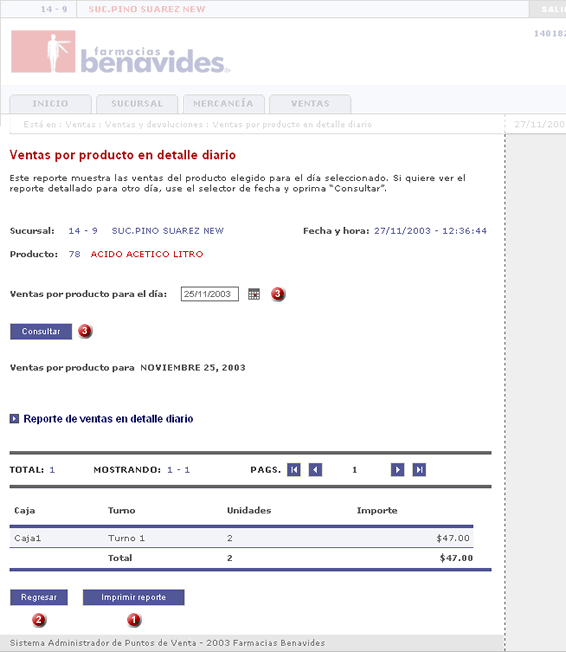 14 - 9 SUC.PINO SUAREZ NEW
farmacias
benavides
INICIO SUCURSAL MERCANCÍA VENTAS
Está en : Ventas : Ventas y devoluciones : Ventas por producto en detalle diario
Ventas por producto en detalle diario
Este reporte muestra las ventas del producto elegido para el día seleccionado. Si quiere ver el
reporte detallado para otro día, use el selector de fecha y oprima “Consultar”.
Sucursal: 14 - 9 SUC.PINO SUAREZ NEW Fecha y hora: 27/11/2003 - 12:36:44
Producto: 78 ACIDO ACETICO LITRO
Ventas por producto para el día: 25/11/2003 3
Consultar 3
Ventas por producto para NOVIEMBRE 25, 2003
Reporte de ventas en detalle diario
TOTAL: 1 MOSTRANDO: 1 - 1 PAGS. 1
Caja Turno Unidades Importe
Caja1 Turno 1 2 $47.00
Total 2 $47.00
Regresar Imprimir reporte
2 1
Sistema Administrador de Puntos de Venta - 2003 Farmacias Benavides